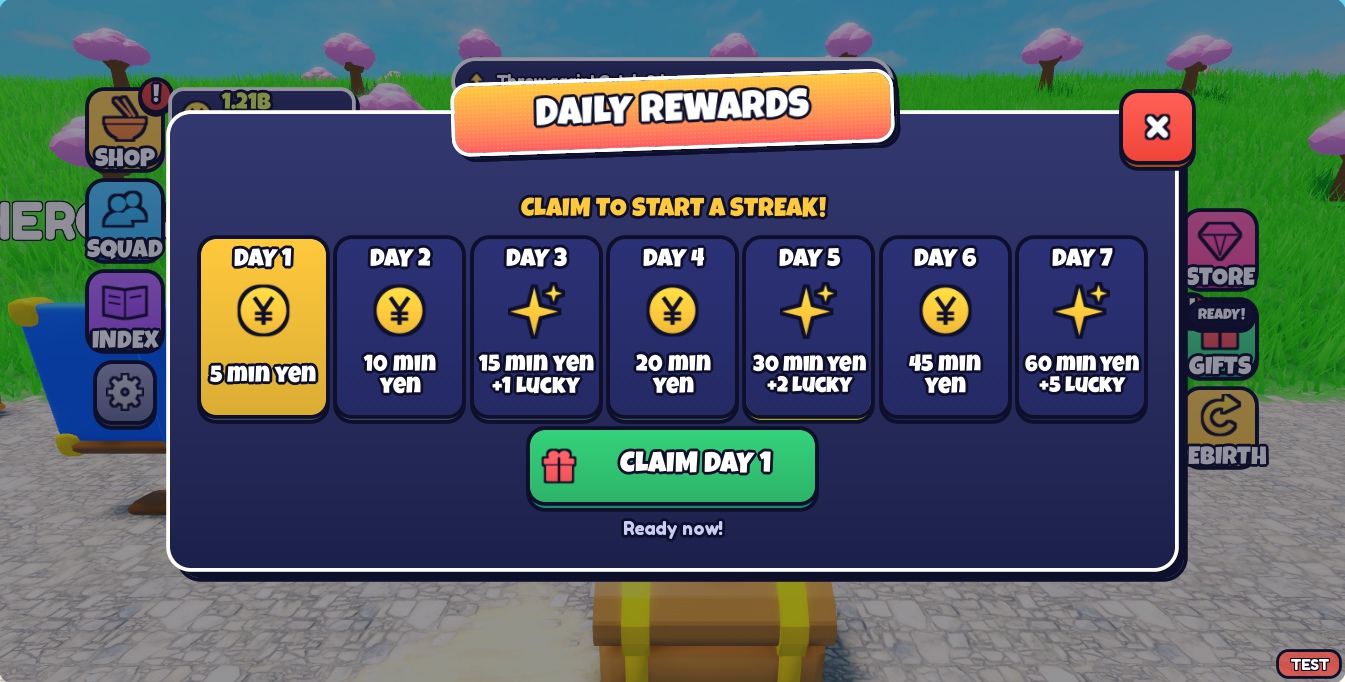 1.21B
DAILY REWARDS
!
SHOP
SQUAD
INDEX
CLAIM TO START A STREAK!
DAY 1
5 min yen
DAY 2
10 min
yen
DAY 3
15 min yen
+1 Lucky
DAY 4
20 min
yen
DAY 5
30 min yen
+2 Lucky
DAY 6
45 min
yen
DAY 7
60 min yen
+5 Lucky
CLAIM DAY 1
Ready now!
STORE
READY!
GIFTS
EBIRTH
TEST